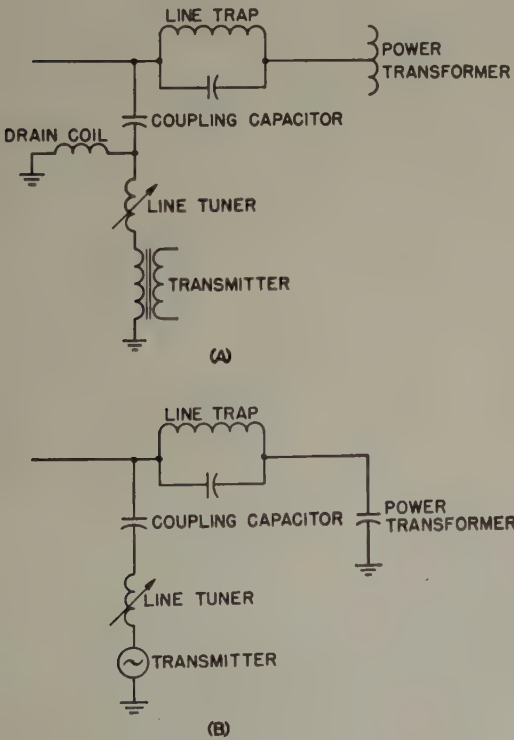 LINE TRAP
POWER
TRANSFORMER
COUPLING CAPACITOR
DRAIN COIL
LINE TUNER
TRANSMITTER
(A)
LINE TRAP
COUPLING CAPACITOR
POWER
TRANSFORMER
LINE TUNER
TRANSMITTER
(B)